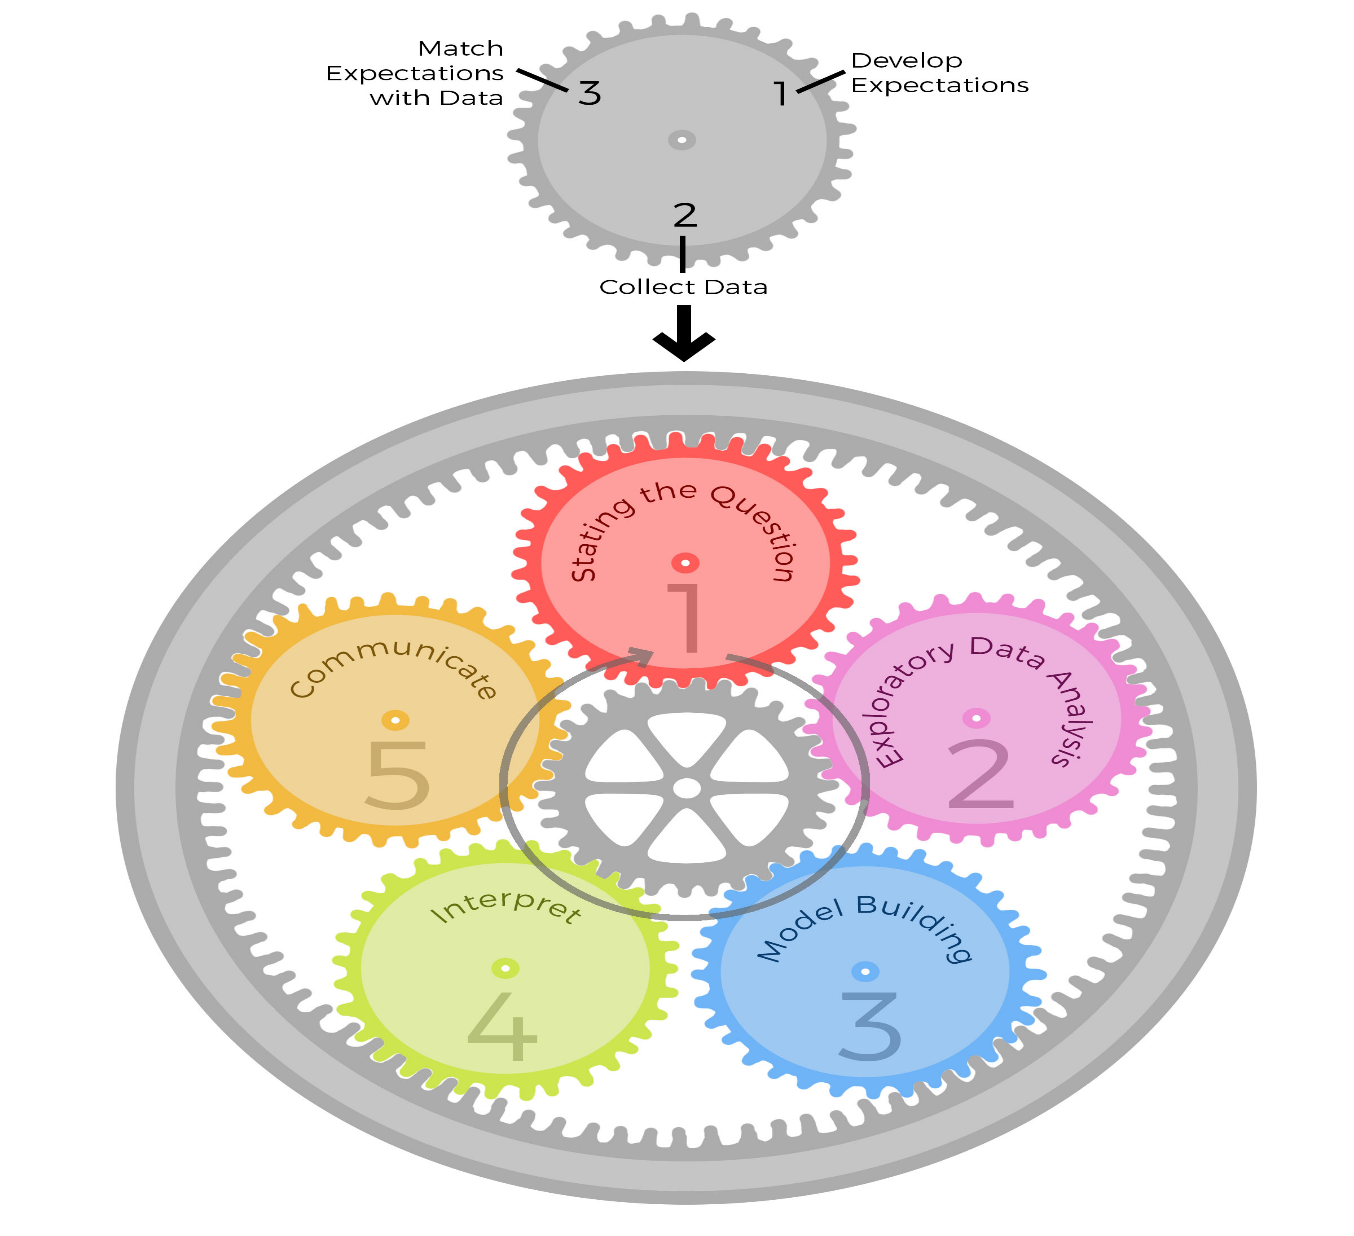 Match
Expectations
with Data
3
1
Develop
Expectations
2
Collect Data
Stating the Question
1
Exploratory Data Analysis
2
Model Building
3
Interpret
4
Communicate
5